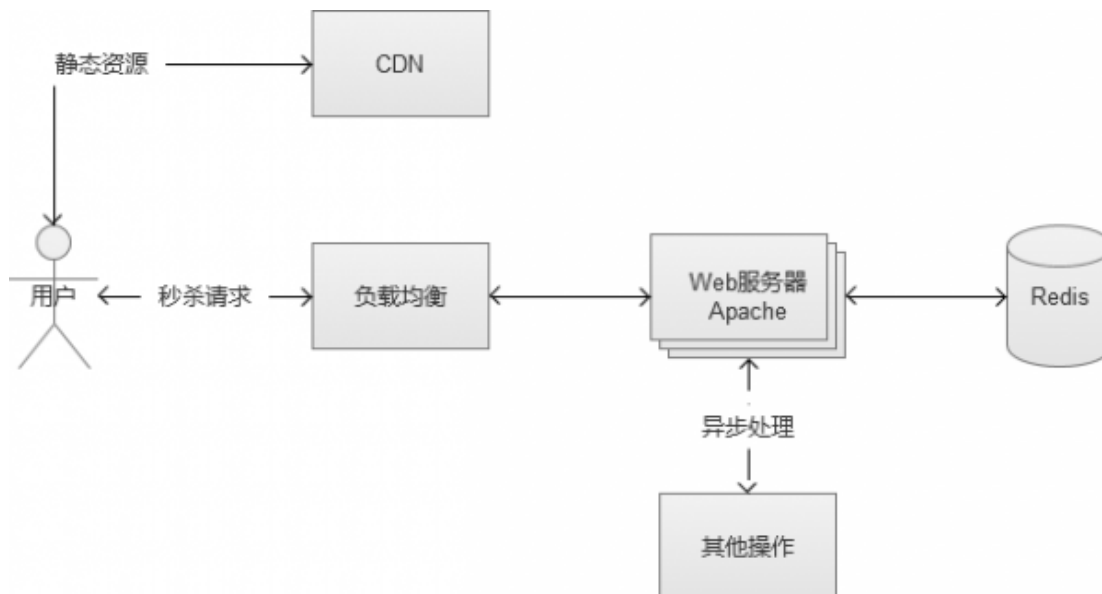 静态资源
CDN
用户
秒杀请求
负载均衡
Web服务器
Apache
Redis
异步处理
其他操作